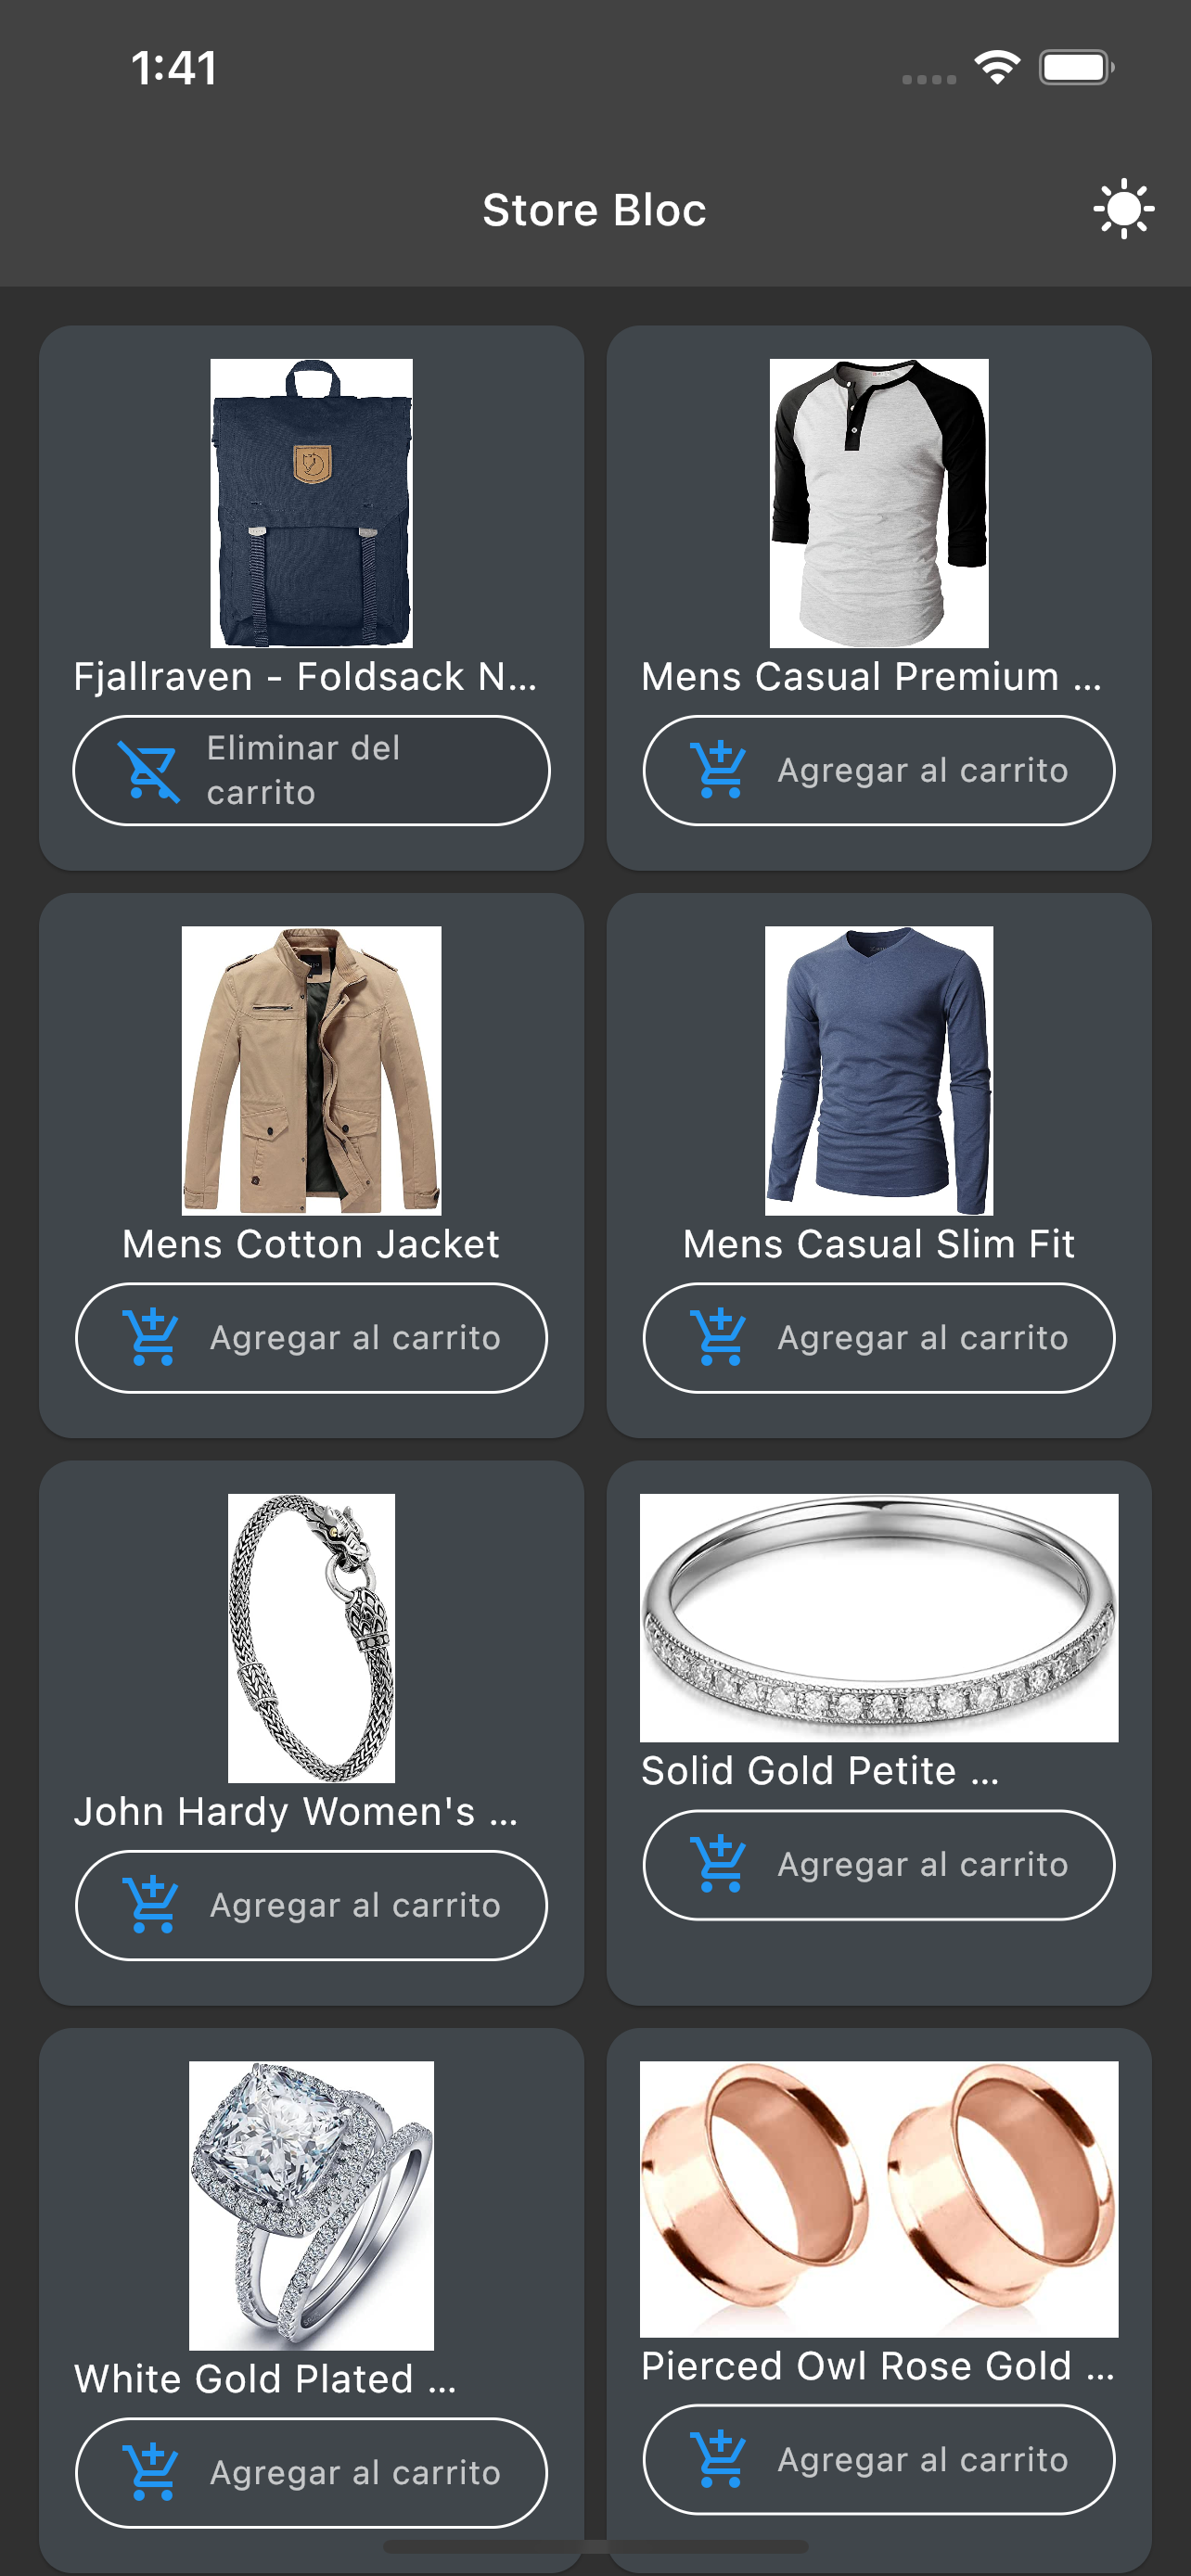 1:41
Store Bloc
Fjallraven - Foldsack N...
Mens Casual Premium ...
Eliminar del
carrito
Agregar al carrito
Mens Cotton Jacket
Mens Casual Slim Fit
Agregar al carrito
Agregar al carrito
John Hardy Women's ...
Solid Gold Petite ...
Agregar al carrito
Agregar al carrito
White Gold Plated ...
Pierced Owl Rose Gold ...
Agregar al carrito
Agregar al carrito